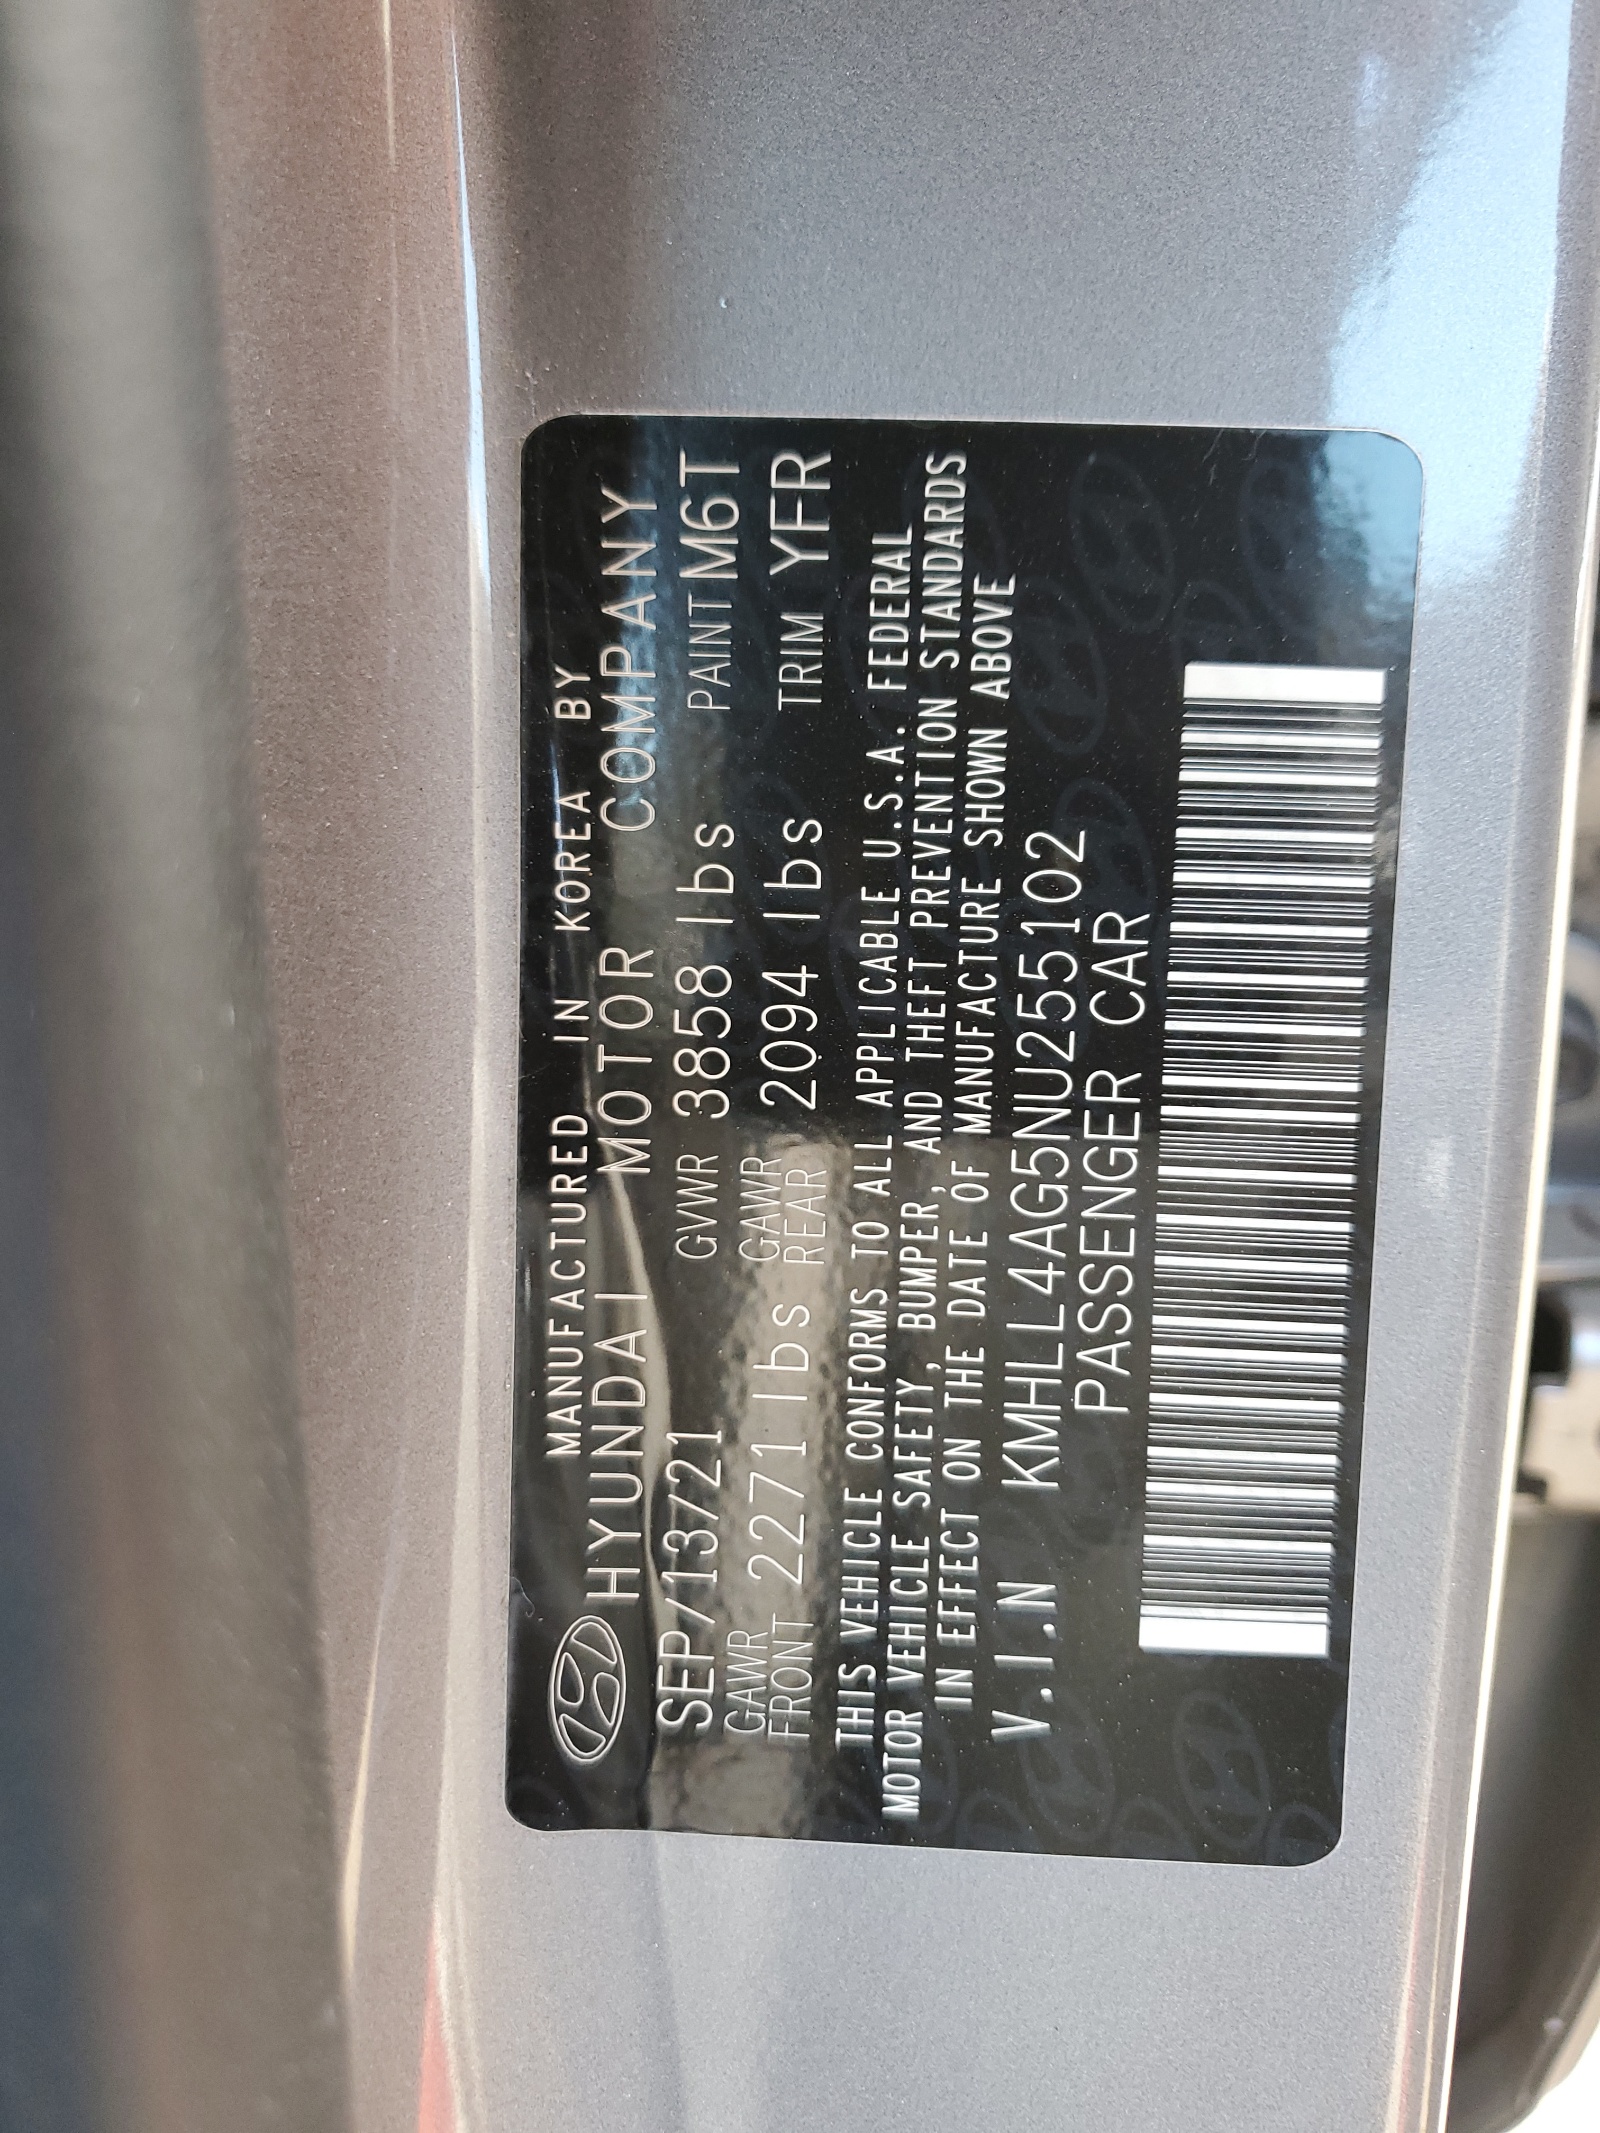 MANUFACTURED IN KOREA BY
HYUNDAI MOTOR COMPANY
SEP/13/21 GVWR 3858 lbs PAINT M6T
GAWR FRONT 2271 lbs GAWR REAR 2094 lbs TRIM YFR
THIS VEHICLE CONFORMS TO ALL APPLICABLE U.S.A. FEDERAL
MOTOR VEHICLE SAFETY, BUMPER, AND THEFT PREVENTION STANDARDS
IN EFFECT ON THE DATE OF MANUFACTURE SHOWN ABOVE
V.I.N KMHLL4AG5NU255102
PASSENGER CAR